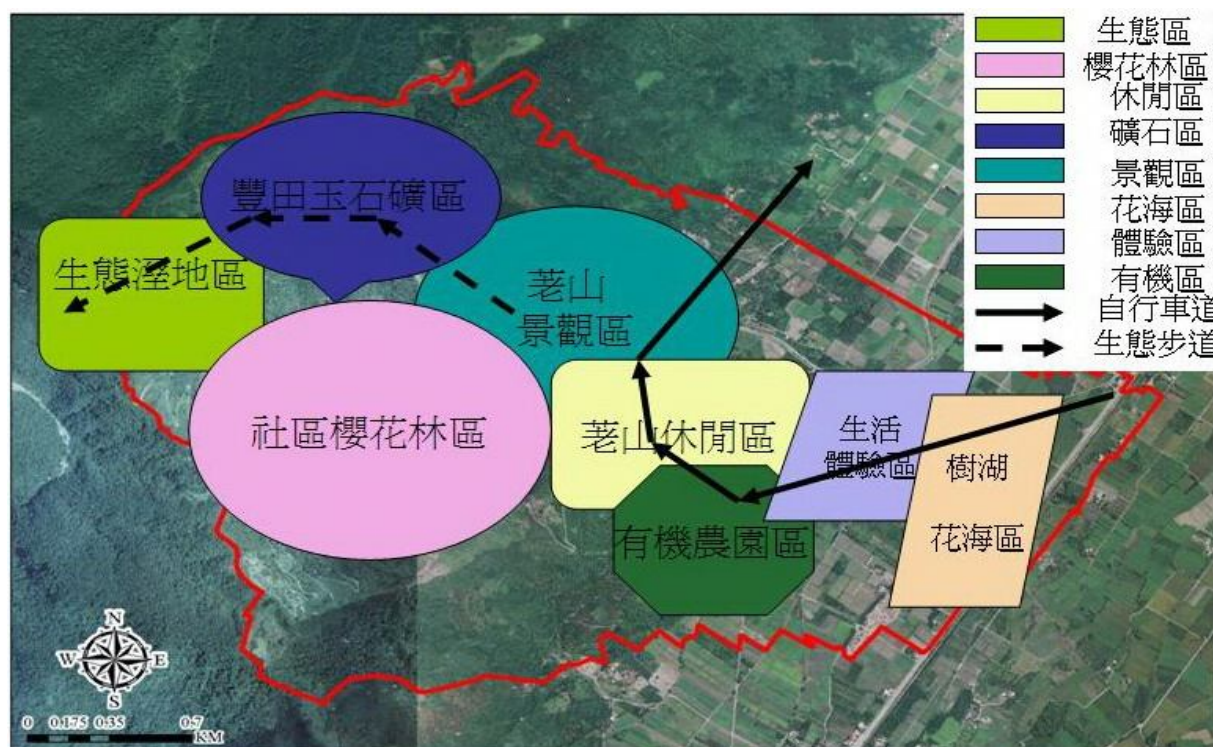 生態區
櫻花林區
休閒區
礦石區
景觀區
花海區
體驗區
有機區
自行車道
生態步道
豐田玉石礦區
生態溼地區
荖山
景觀區
社區櫻花林區
荖山休閒區
生活
體驗區
樹湖
花海區
有機農園區
N
W
E
S
0 0.175 0.35 0.7
KM